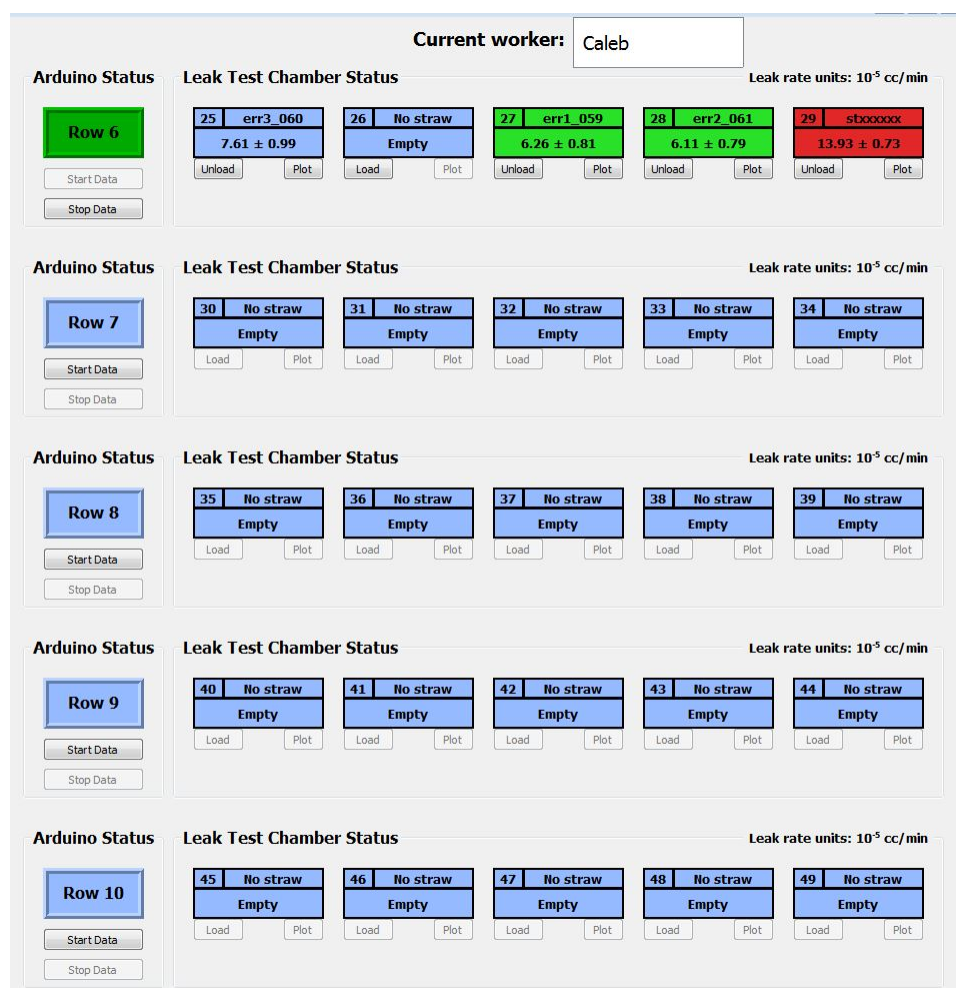 Current worker: Caleb
Arduino Status Leak Test Chamber Status Leak rate units: 10⁻⁵ cc/min
25 err3_060 26 No straw 27 err1_059 28 err2_061 29 stxxxxx
Row 6 7.61 ± 0.99 Empty 6.26 ± 0.81 6.11 ± 0.79 13.93 ± 0.73
Unload Plot Load Plot Unload Plot Unload Plot Unload Plot
Start Data
Stop Data
Arduino Status Leak Test Chamber Status Leak rate units: 10⁻⁵ cc/min
30 No straw 31 No straw 32 No straw 33 No straw 34 No straw
Row 7 Empty Empty Empty Empty Empty
Load Plot Load Plot Load Plot Load Plot Load Plot
Start Data
Stop Data
Arduino Status Leak Test Chamber Status Leak rate units: 10⁻⁵ cc/min
35 No straw 36 No straw 37 No straw 38 No straw 39 No straw
Row 8 Empty Empty Empty Empty Empty
Load Plot Load Plot Load Plot Load Plot Load Plot
Start Data
Stop Data
Arduino Status Leak Test Chamber Status Leak rate units: 10⁻⁵ cc/min
40 No straw 41 No straw 42 No straw 43 No straw 44 No straw
Row 9 Empty Empty Empty Empty Empty
Load Plot Load Plot Load Plot Load Plot Load Plot
Start Data
Stop Data
Arduino Status Leak Test Chamber Status Leak rate units: 10⁻⁵ cc/min
45 No straw 46 No straw 47 No straw 48 No straw 49 No straw
Row 10 Empty Empty Empty Empty Empty
Load Plot Load Plot Load Plot Load Plot Load Plot
Start Data
Stop Data